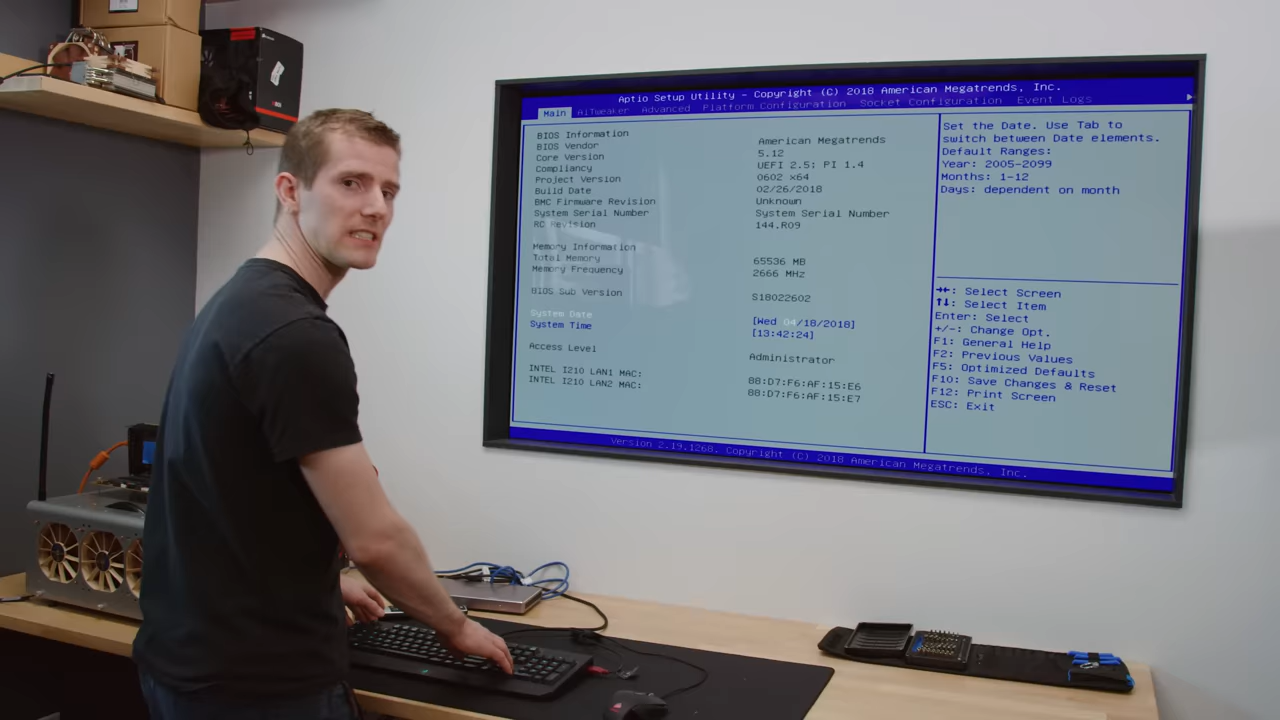 Aptio Setup Utility – Copyright (C) 2018 American Megatrends, Inc.
Main AiTweaker Advanced Platform Configuration Socket Configuration Event Logs
BIOS Information
BIOS Vendor American Megatrends
Core Version 5.12
Compliancy UEFI 2.5; PI 1.4
Project Version 0602 x64
Build Date 02/26/2018
BMC Firmware Revision Unknown
System Serial Number System Serial Number
RC Revision 144.R09
Memory Information
Total Memory 65536 MB
Memory Frequency 2666 MHz
BIOS Sub Version S18022602
System Date [Wed 04/18/2018]
System Time [13:42:24]
Access Level Administrator
INTEL I210 LAN1 MAC: 88:D7:F6:AF:15:E6
INTEL I210 LAN2 MAC: 88:D7:F6:AF:15:E7
Set the Date. Use Tab to
switch between Date elements.
Default Ranges:
Year: 2005-2099
Months: 1-12
Days: dependent on month
→←: Select Screen
↑↓: Select Item
Enter: Select
+/-: Change Opt.
F1: General Help
F2: Previous Values
F5: Optimized Defaults
F10: Save Changes & Reset
F12: Print Screen
ESC: Exit
Version 2.19.1268. Copyright (C) 2018 American Megatrends, Inc.